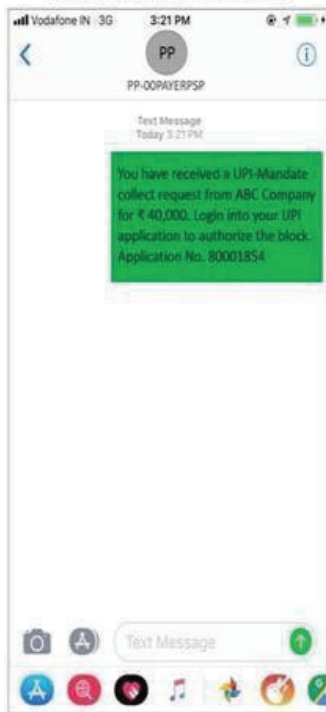 Vodafone IN 3G 3:21 PM
PP
PP-OOPAYERPSP
Text Message
Today 3:21 PM
You have received a UPI-Mandate
collect request from ABC Company
for ₹ 40,000. Login into your UPI
application to authorize the block.
Application No. 80001854
Text Message